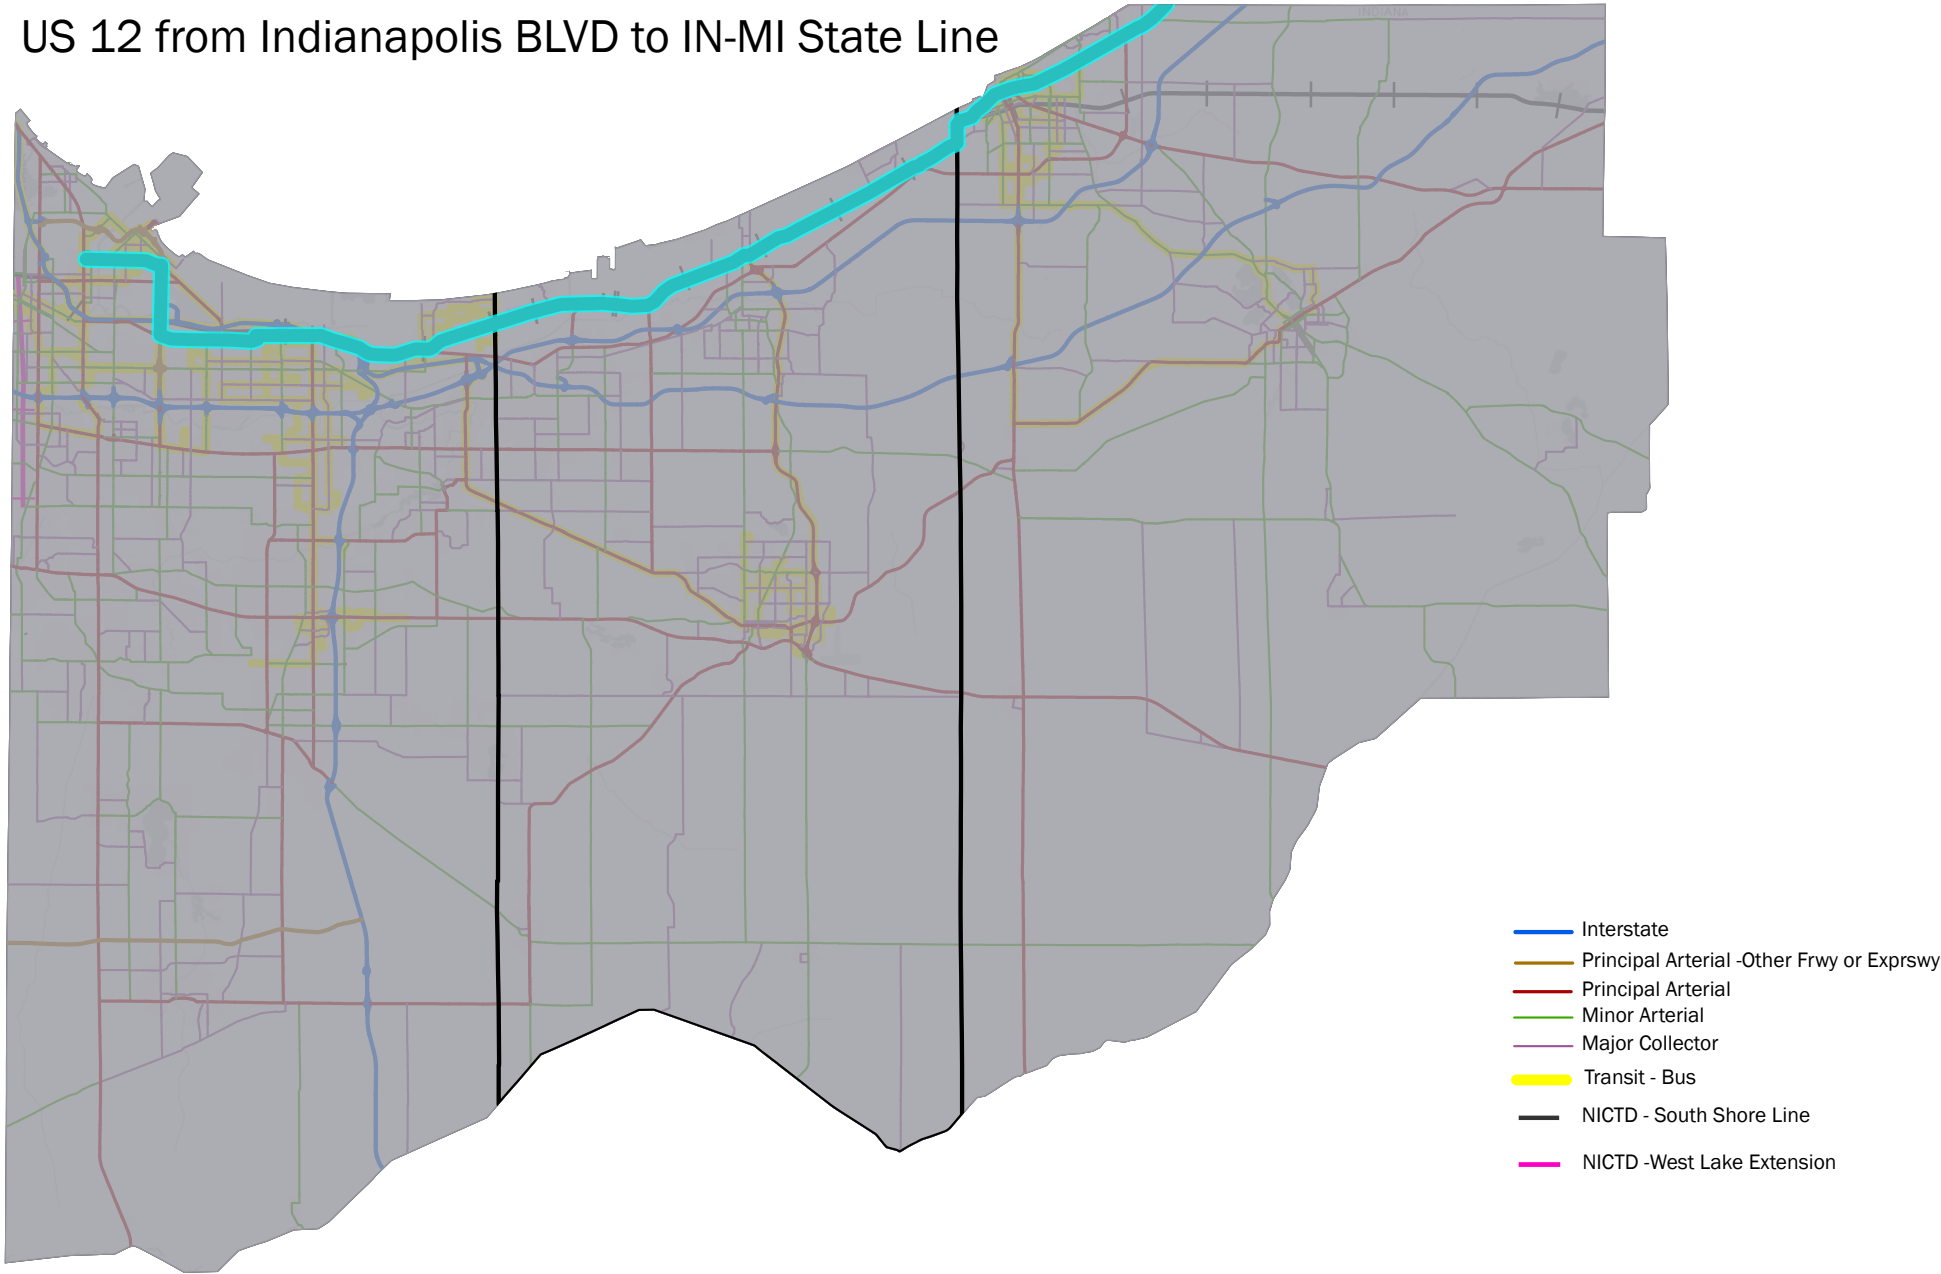 US 12 from Indianapolis BLVD to IN-MI State Line
INDIANA
Interstate
Principal Arterial -Other Frwy or Exprswy
Principal Arterial
Minor Arterial
Major Collector
Transit - Bus
NICTD - South Shore Line
NICTD -West Lake Extension